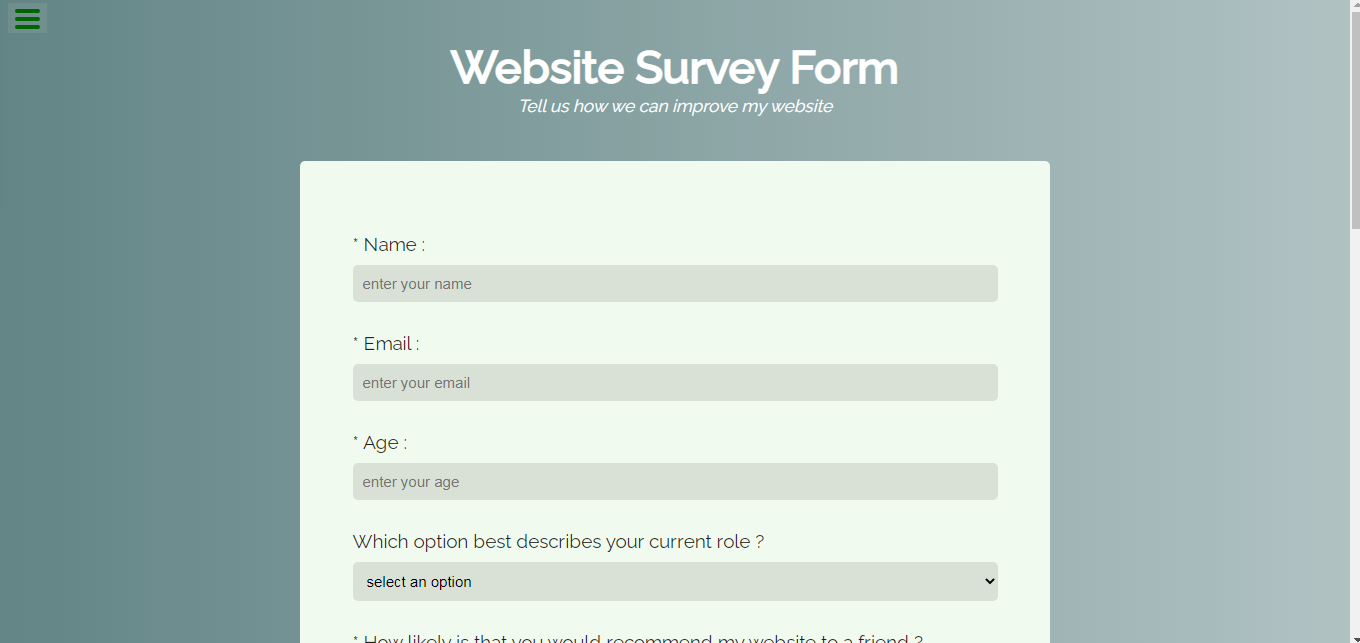 Website Survey Form
Tell us how we can improve my website
* Name :
enter your name
* Email :
enter your email
* Age :
enter your age
Which option best describes your current role ?
select an option
* How likely is that you would recommend my website to a friend ?